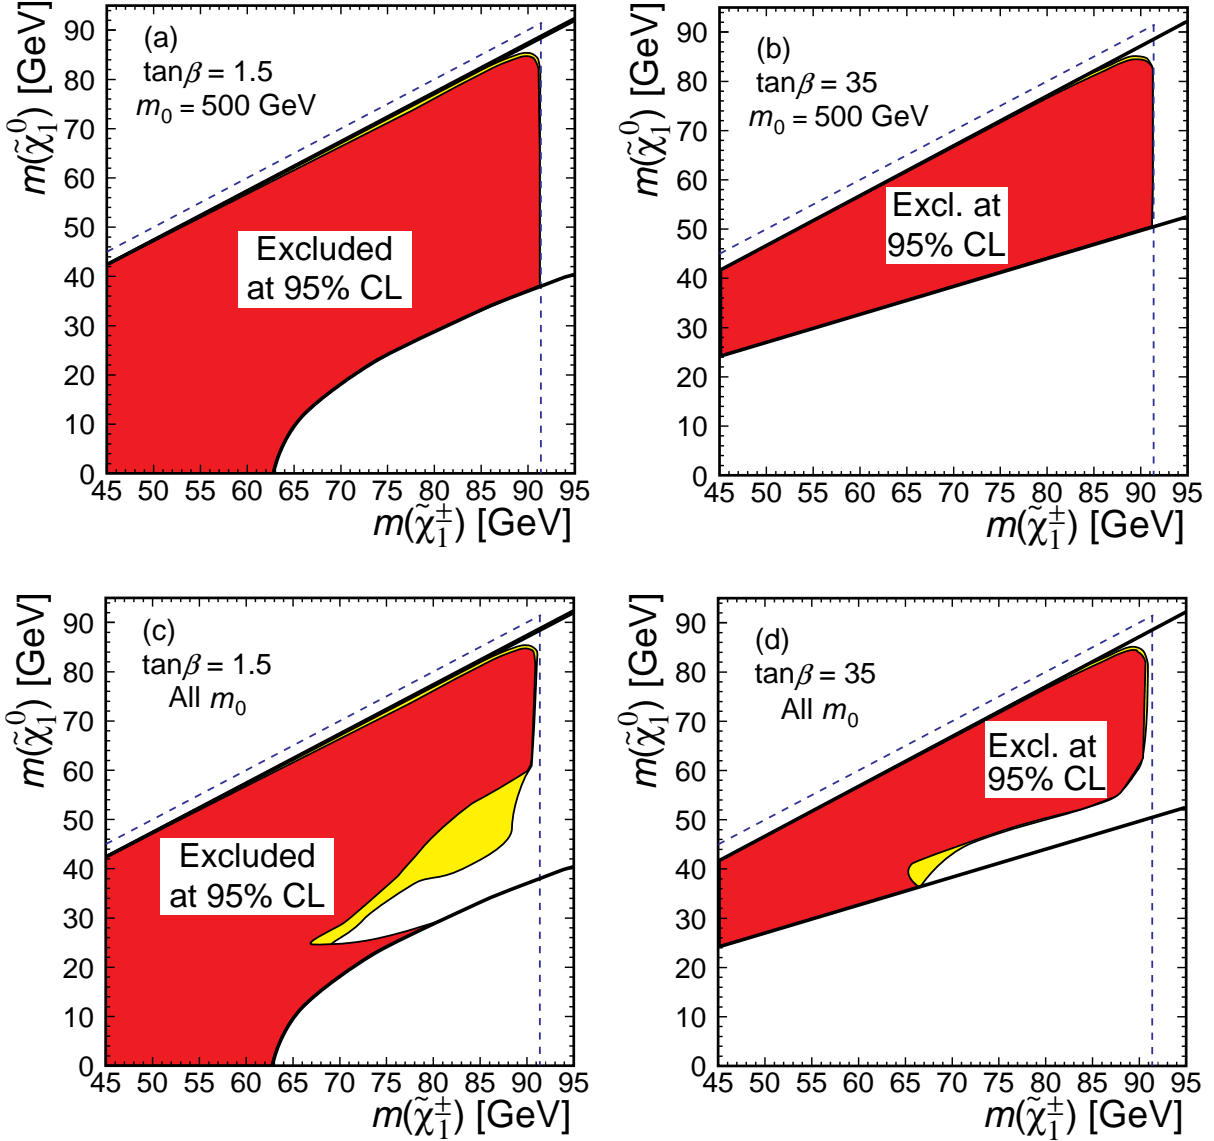 (a)
tanβ = 1.5
m₀ = 500 GeV
Excluded
at 95% CL
m(χ̃₁⁰) [GeV]
90
80
70
60
50
40
30
20
10
0
45 50 55 60 65 70 75 80 85 90 95
m(χ̃₁±) [GeV]
(b)
tanβ = 35
m₀ = 500 GeV
Excl. at
95% CL
m(χ̃₁⁰) [GeV]
90
80
70
60
50
40
30
20
10
0
45 50 55 60 65 70 75 80 85 90 95
m(χ̃₁±) [GeV]
(c)
tanβ = 1.5
All m₀
Excluded
at 95% CL
m(χ̃₁⁰) [GeV]
90
80
70
60
50
40
30
20
10
0
45 50 55 60 65 70 75 80 85 90 95
m(χ̃₁±) [GeV]
(d)
tanβ = 35
All m₀
Excl. at
95% CL
m(χ̃₁⁰) [GeV]
90
80
70
60
50
40
30
20
10
0
45 50 55 60 65 70 75 80 85 90 95
m(χ̃₁±) [GeV]